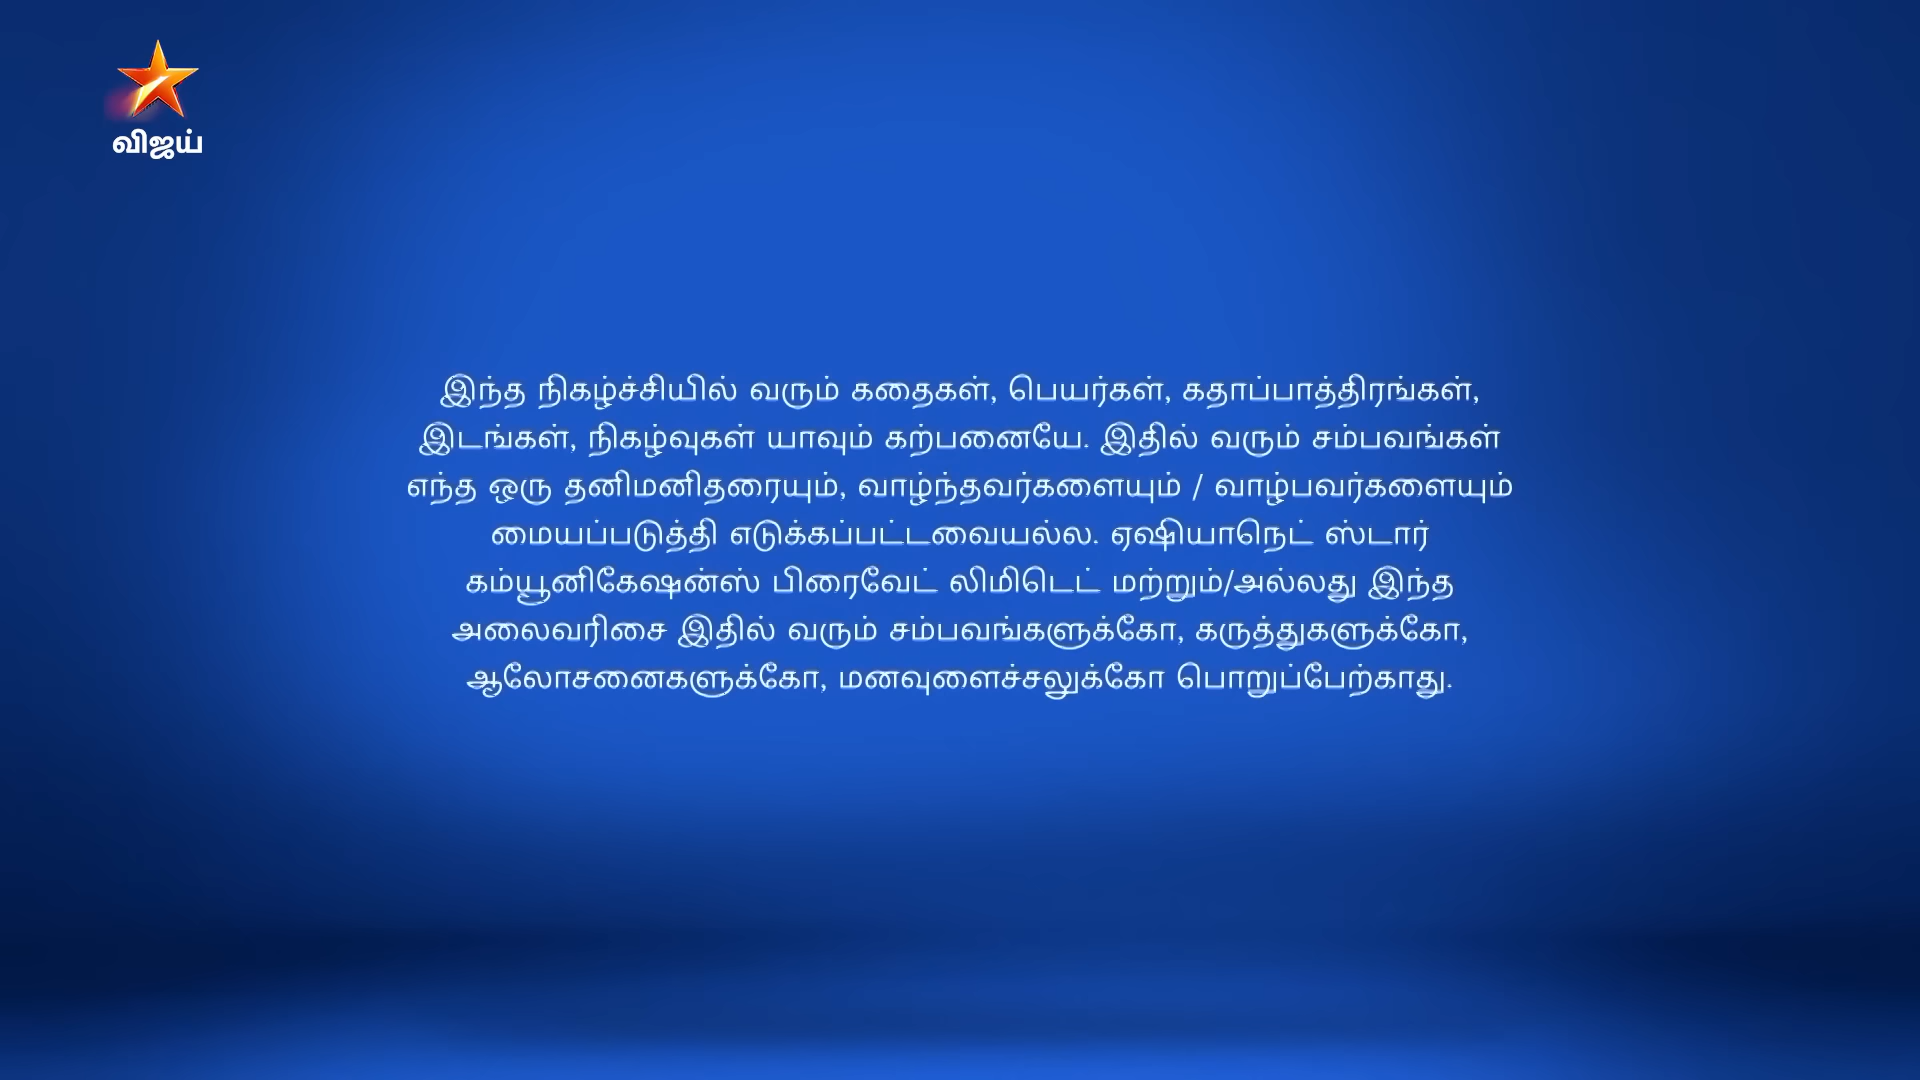 விஜய்
இந்த நிகழ்ச்சியில் வரும் கதைகள், பெயர்கள், கதாப்பாத்திரங்கள்,
இடங்கள், நிகழ்வுகள் யாவும் கற்பனையே. இதில் வரும் சம்பவங்கள்
எந்த ஒரு தனிமனிதரையும், வாழ்ந்தவர்களையும் / வாழ்பவர்களையும்
மையப்படுத்தி எடுக்கப்பட்டவையல்ல. ஏஷியாநெட் ஸ்டார்
கம்யூனிகேஷன்ஸ் பிரைவேட் லிமிடெட் மற்றும்/அல்லது இந்த
அலைவரிசை இதில் வரும் சம்பவங்களுக்கோ, கருத்துகளுக்கோ,
ஆலோசனைகளுக்கோ, மனவுளைச்சலுக்கோ பொறுப்பேற்காது.